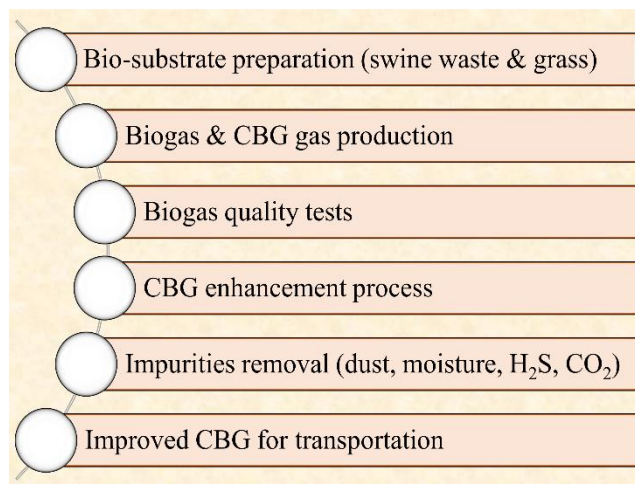 Bio-substrate preparation (swine waste & grass)
Biogas & CBG gas production
Biogas quality tests
CBG enhancement process
Impurities removal (dust, moisture, H₂S, CO₂)
Improved CBG for transportation